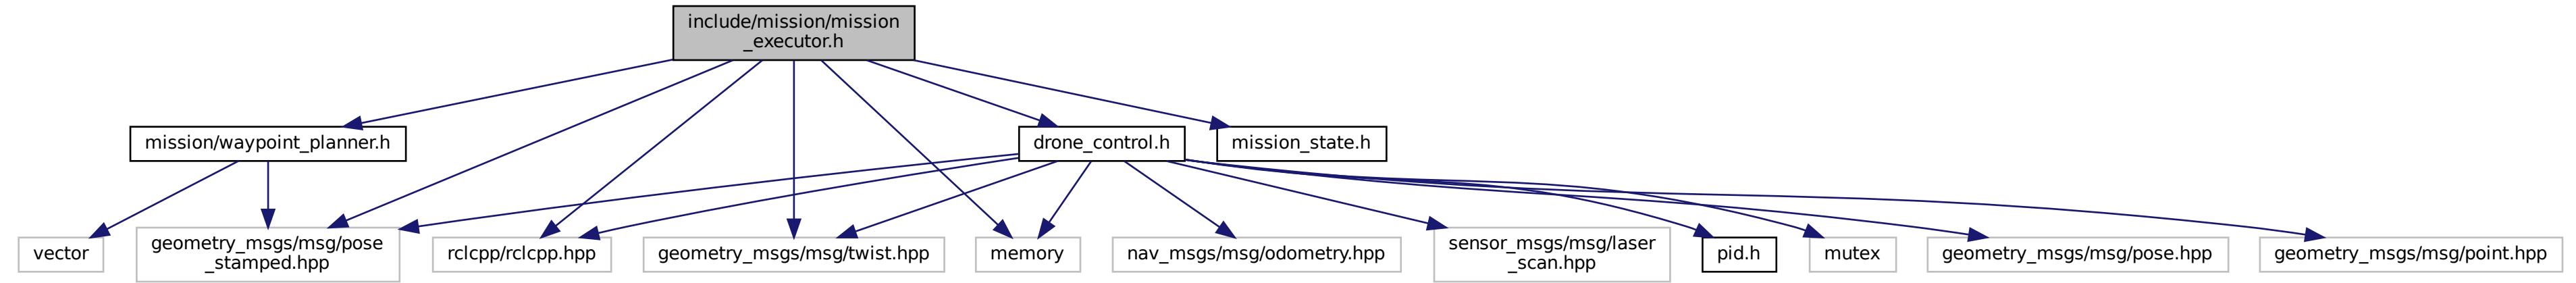 include/mission/mission
_executor.h
mission/waypoint_planner.h
drone_control.h
mission_state.h
vector
geometry_msgs/msg/pose
_stamped.hpp
rclcpp/rclcpp.hpp
geometry_msgs/msg/twist.hpp
memory
nav_msgs/msg/odometry.hpp
sensor_msgs/msg/laser
_scan.hpp
pid.h
mutex
geometry_msgs/msg/pose.hpp
geometry_msgs/msg/point.hpp